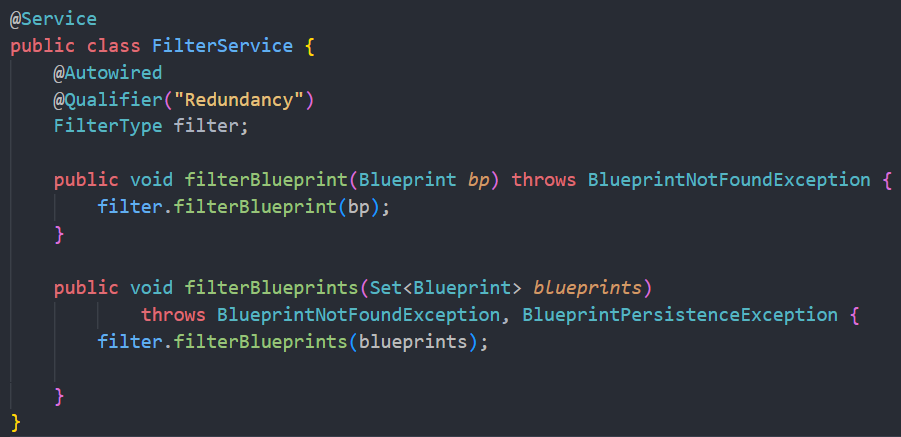 @Service
public class FilterService {
    @Autowired
    @Qualifier("Redundancy")
    FilterType filter;

    public void filterBlueprint(Blueprint bp) throws BlueprintNotFoundException {
        filter.filterBlueprint(bp);
    }

    public void filterBlueprints(Set<Blueprint> blueprints)
            throws BlueprintNotFoundException, BlueprintPersistenceException {
        filter.filterBlueprints(blueprints);

    }
}